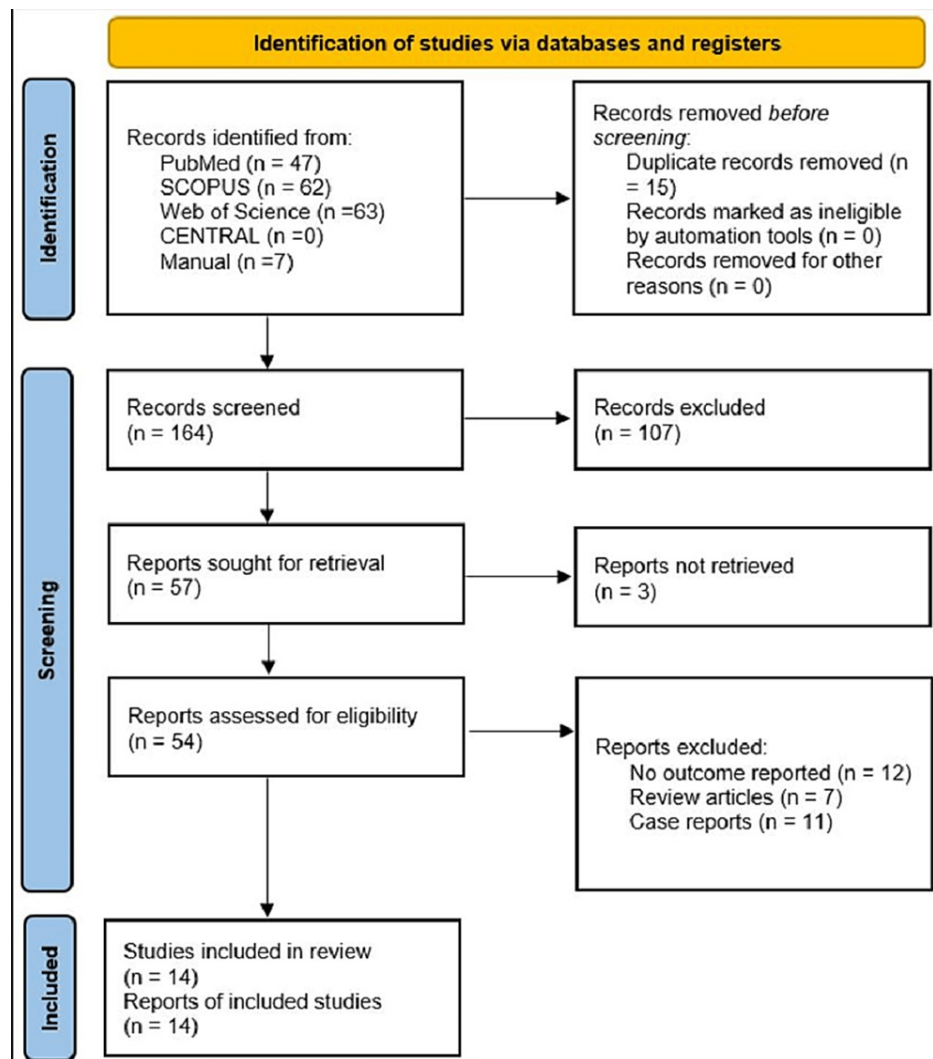 Identification of studies via databases and registers
Identification
Records identified from:
PubMed (n = 47)
SCOPUS (n = 62)
Web of Science (n =63)
CENTRAL (n =0)
Manual (n =7)
Records removed before
screening:
Duplicate records removed (n
= 15)
Records marked as ineligible
by automation tools (n = 0)
Records removed for other
reasons (n = 0)
Screening
Records screened
(n = 164)
Records excluded
(n = 107)
Reports sought for retrieval
(n = 57)
Reports not retrieved
(n = 3)
Reports assessed for eligibility
(n = 54)
Reports excluded:
No outcome reported (n = 12)
Review articles (n = 7)
Case reports (n = 11)
Included
Studies included in review
(n = 14)
Reports of included studies
(n = 14)